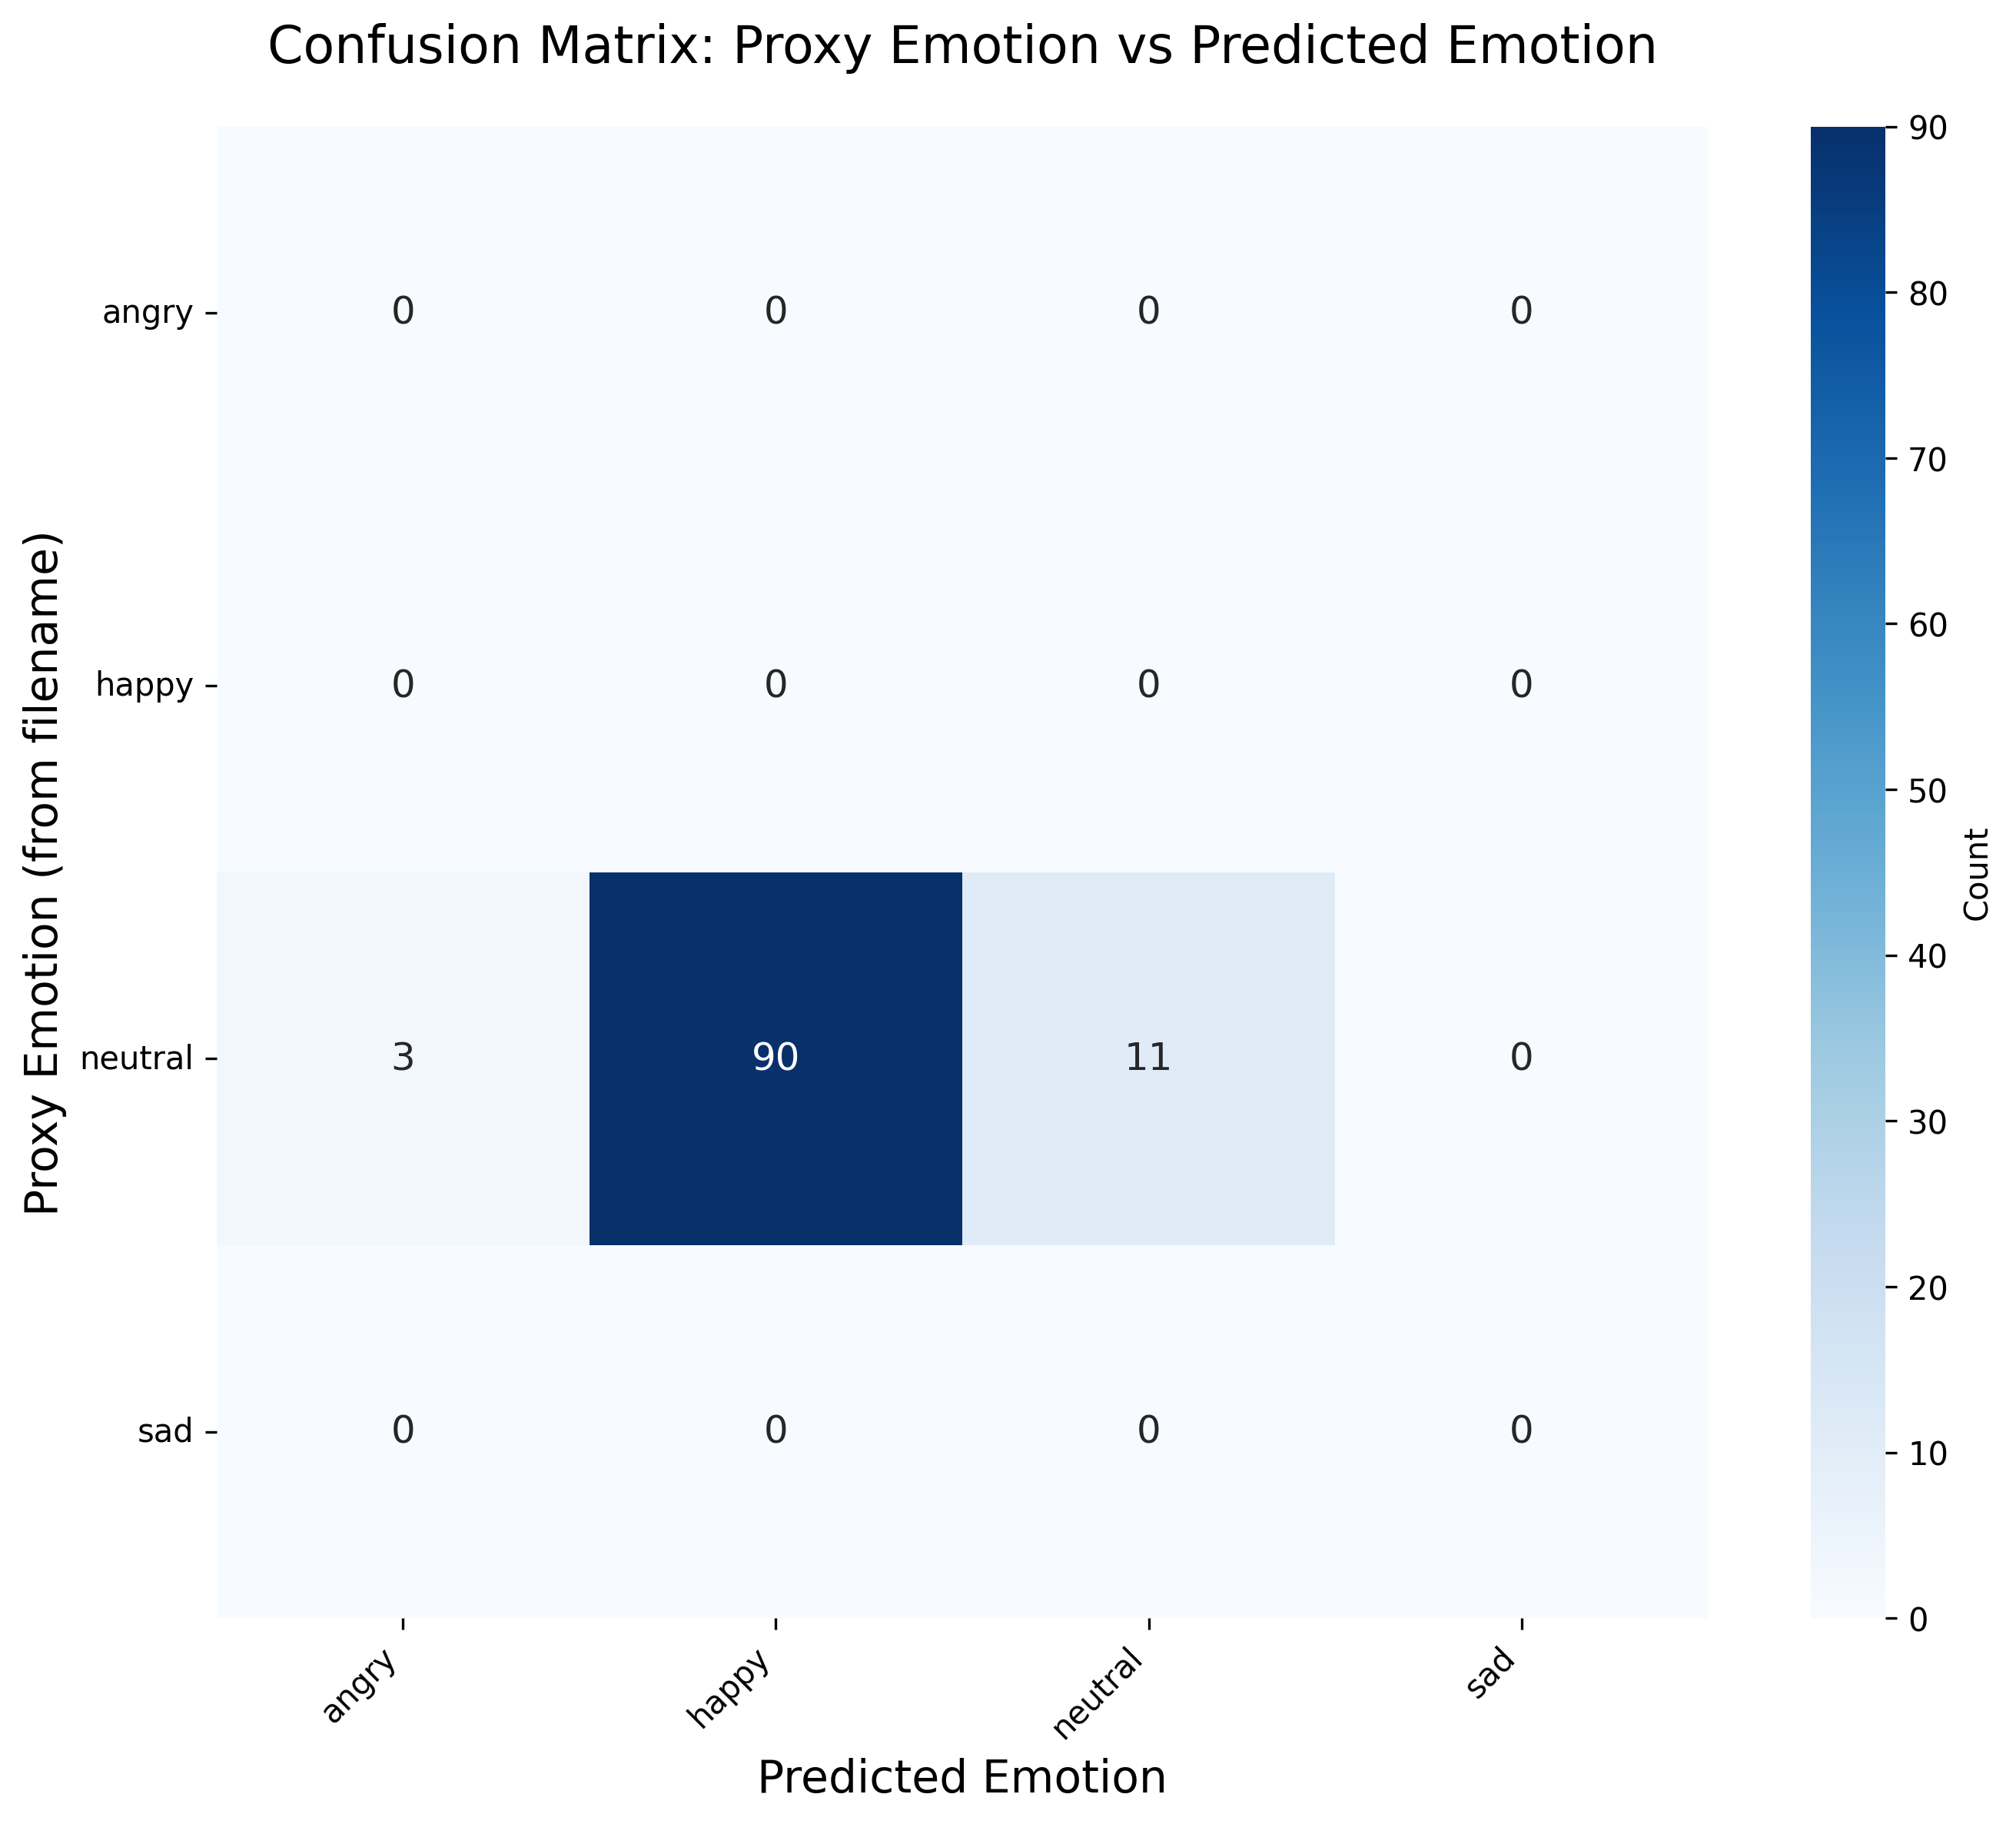 Confusion Matrix: Proxy Emotion vs Predicted Emotion
Proxy Emotion (from filename)
angry 0 0 0 0
happy 0 0 0 0
neutral 3 90 11 0
sad 0 0 0 0
angry happy neutral sad
Predicted Emotion
90
80
70
60
50
40
30
20
10
0
Count